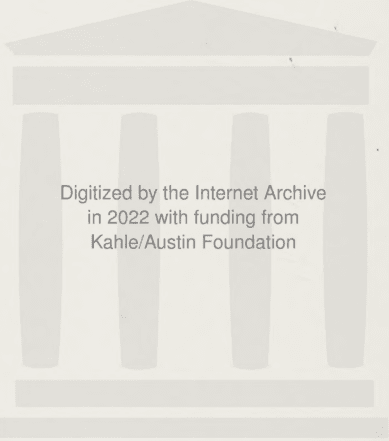 Digitized by the Internet Archive
in 2022 with funding from
Kahle/Austin Foundation